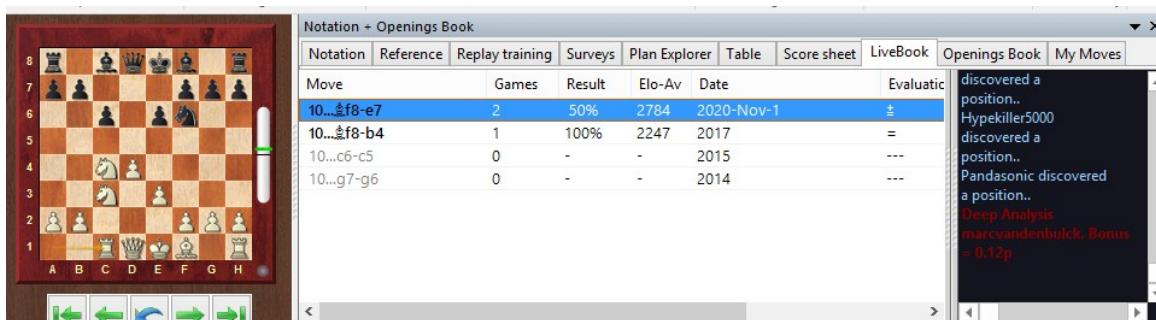 Notation + Openings Book
Notation Reference Replay training Surveys Plan Explorer Table Score sheet LiveBook Openings Book My Moves
Move Games Result Elo-Av Date Evaluatic
10...♗f8-e7 2 50% 2784 2020-Nov-1 ±
10...♗f8-b4 1 100% 2247 2017 =
10...c6-c5 0 - - 2015 ---
10...g7-g6 0 - - 2014 ---
discovered a
position..
Hypekiller5000
discovered a
position..
Pandasonic discovered
a position..
Deep Analysis
marcvandenbulck. Bonus
= 0.12p
8
7
6
5
4
3
2
1
A B C D E F G H